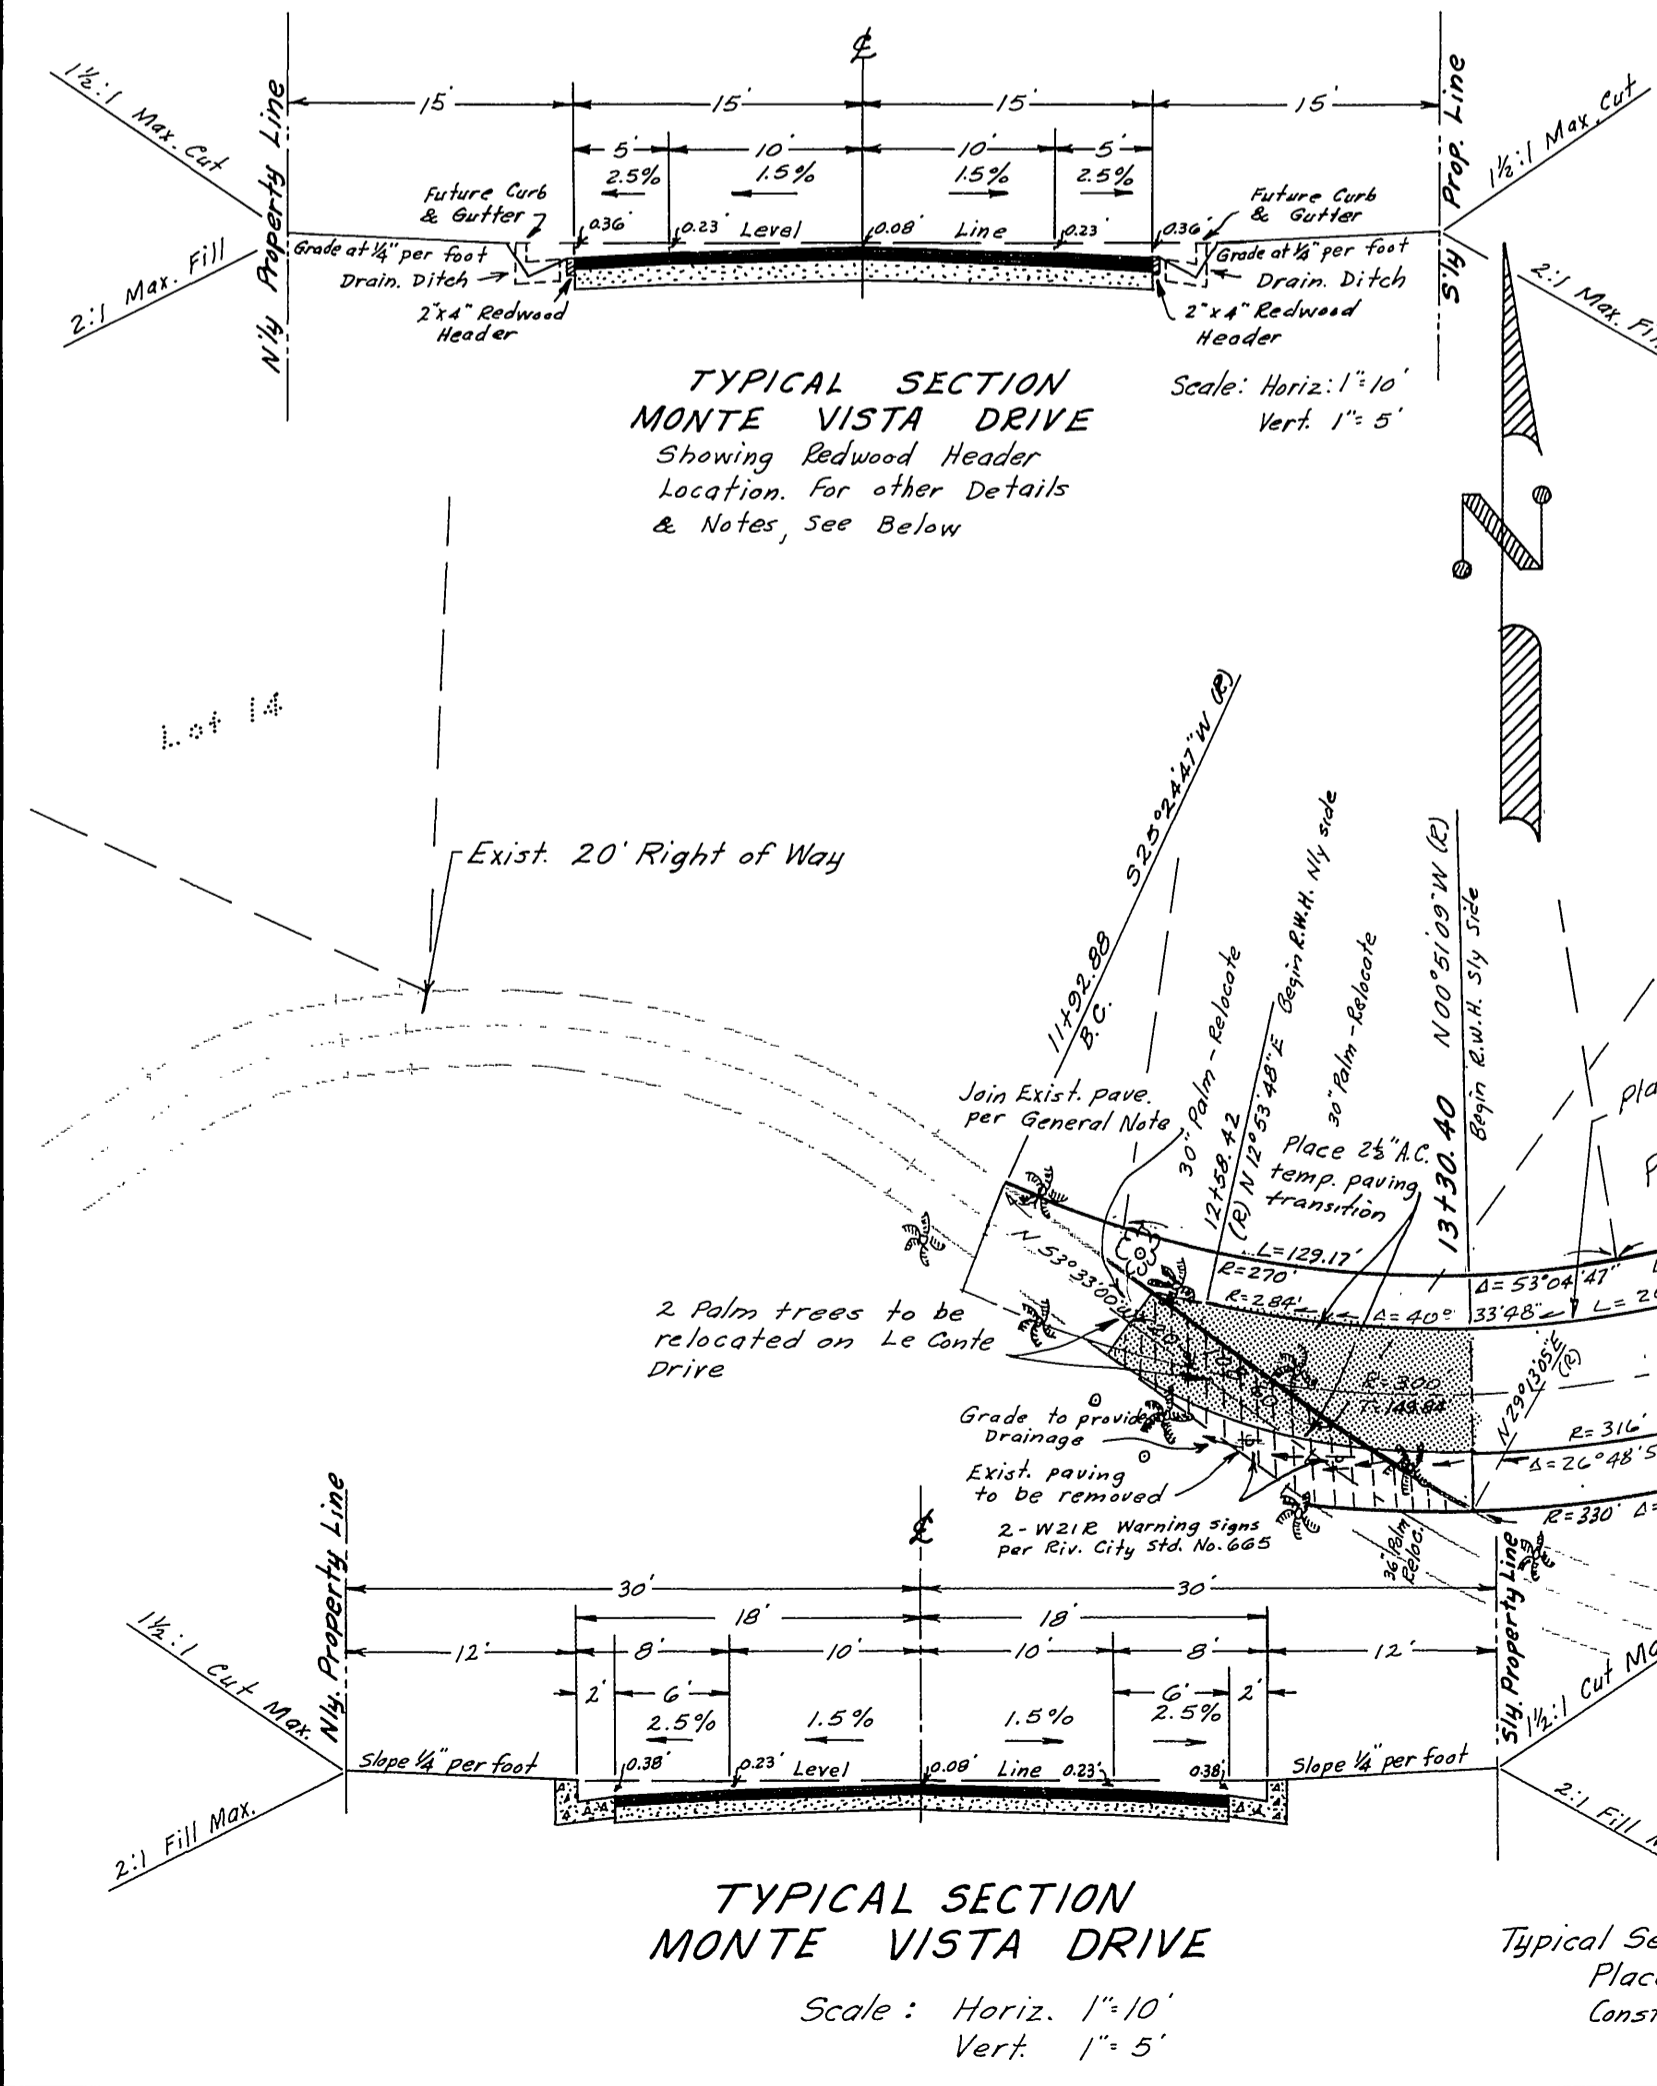 ℄
1½:1 Max. Cut
2:1 Max. Fill
N'ly Property Line
15'
15'
15'
15'
5'
10'
10'
5'
2.5%
1.5%
1.5%
2.5%
Future Curb
& Gutter
Future Curb
& Gutter
0.36'
0.23'
Level
0.08'
Line
0.23'
0.36'
Grade at ¼" per foot
Drain. Ditch
2"x4" Redwood
Header
Grade at ¼" per foot
Drain. Ditch
2"x4" Redwood
Header
S'ly Prop. Line
1½:1 Max. Cut
2:1 Max.
TYPICAL SECTION
MONTE VISTA DRIVE
Showing Redwood Header
Location. For other Details
& Notes, See Below
Scale: Horiz: 1"=10'
Vert. 1"= 5'
N
Lot 14
Exist. 20' Right of Way
11+92.88
B.C.
S25°24'47"W (R)
Join Exist. pave.
per General Note
30" Palm - Relocate
12+58.42
(R) N 12°53'48"E Begin R.W.H. Nly side
30" Palm - Relocate
Place 2½" A.C.
temp. paving
transition
13+30.40 N00°51'09"W (R)
Begin R.W.H. Sly side
N 53°33'00"W
L=129.17'
R=270'
R=284'
Δ=53°04'47"
Δ=40°33'48"
R=300
T=149.84
N29°13'05"E
(R)
R=316'
R=330'
2 Palm trees to be
relocated on Le Conte
Drive
Grade to provide
Drainage
Exist. paving
to be removed
2 - W21R Warning signs
per Riv. City Std. No. 665
36" Palm
Reloc.
℄
Nly. Property Line
Sly. Property Line
30'
30'
18'
18'
12'
8'
10'
10'
8'
12'
2'
6'
6'
2'
2.5%
1.5%
1.5%
2.5%
1½:1 Cut Max.
2:1 Fill Max.
Slope ¼" per foot
0.38'
0.23'
Level
0.08'
Line
0.23'
0.38'
Slope ¼" per foot
1½:1 Cut
2:1 Fill
TYPICAL SECTION
MONTE VISTA DRIVE
Scale: Horiz. 1"=10'
Vert. 1"= 5'
Typical